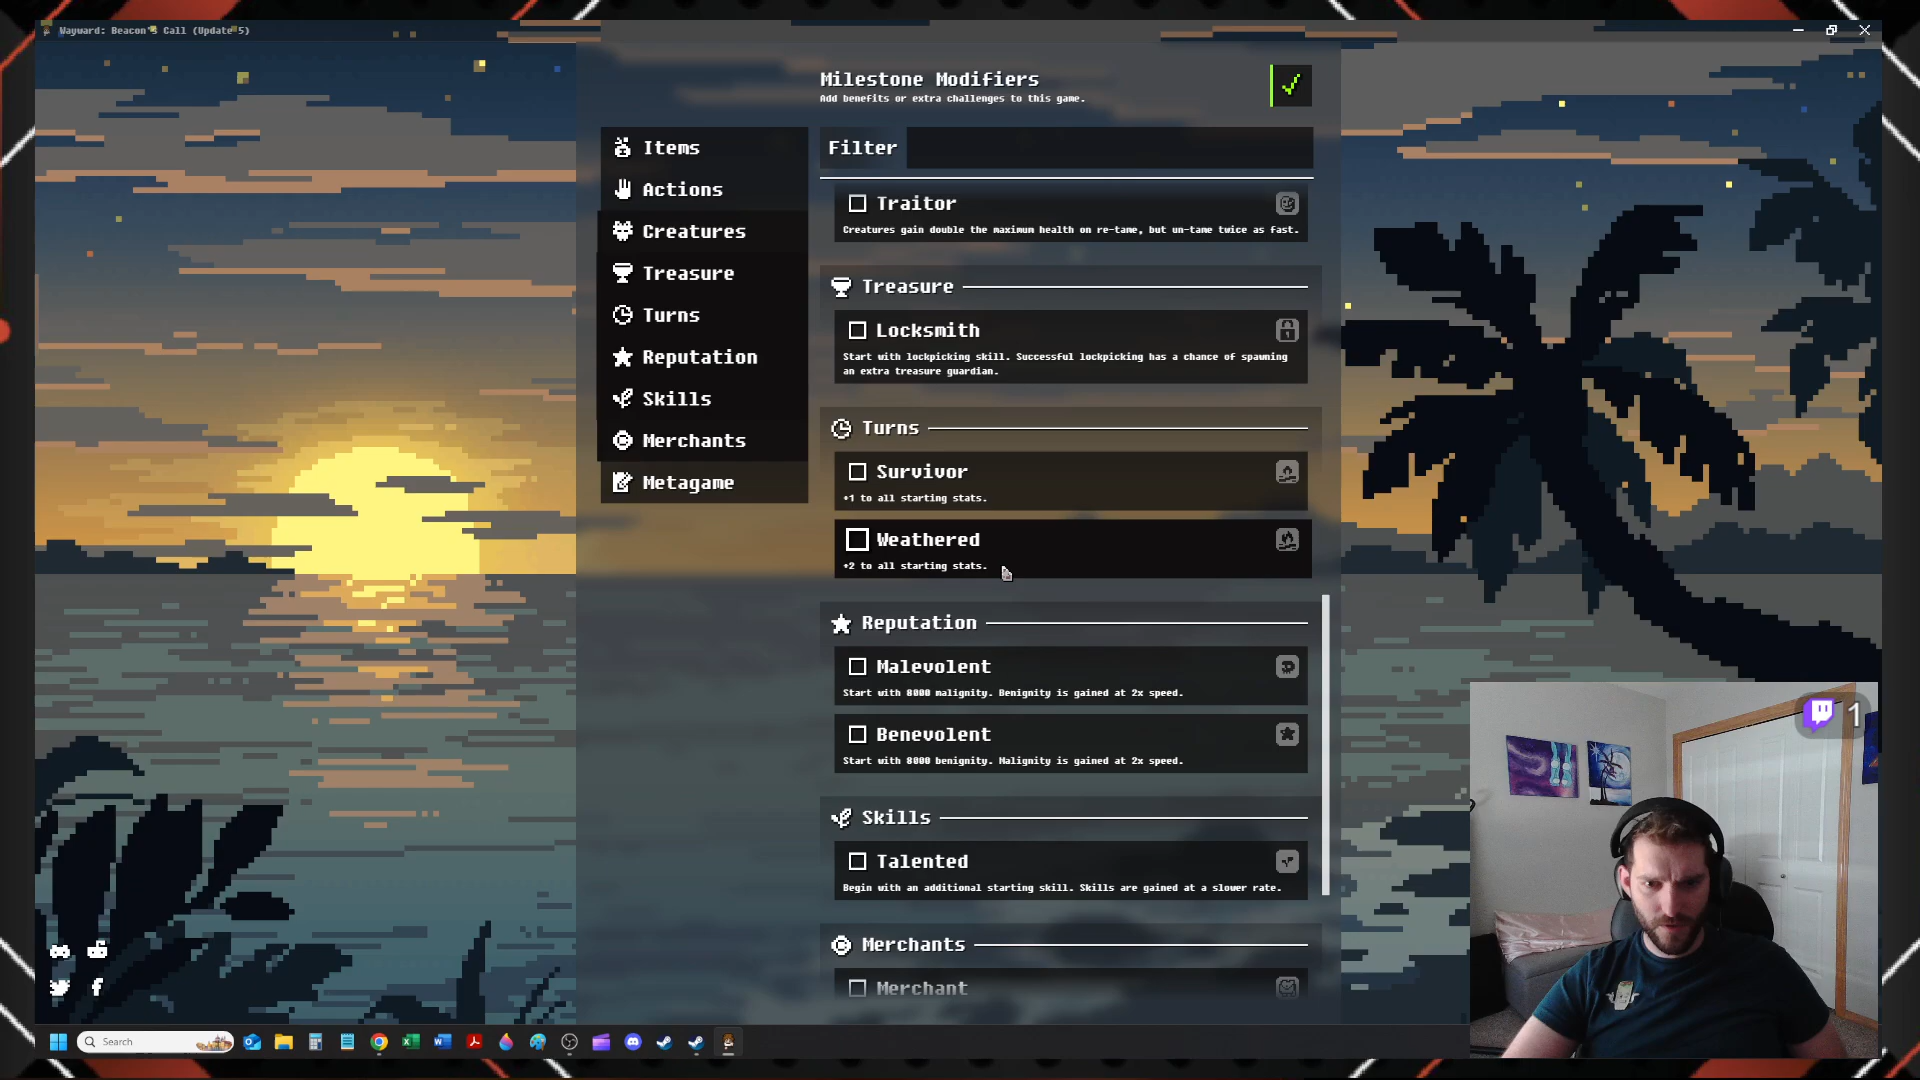 Wayward: Beacon's Call (Update 5)
Milestone Modifiers
Add benefits or extra challenges to this game.
Items
Actions
Creatures
Treasure
Turns
Reputation
Skills
Merchants
Metagame
Filter
Traitor
Creatures gain double the maximum health on re-tame, but un-tame twice as fast.
Treasure
Locksmith
Start with lockpicking skill. Successful lockpicking has a chance of spawning
an extra treasure guardian.
Turns
Survivor
+1 to all starting stats.
Weathered
+2 to all starting stats.
Reputation
Malevolent
Start with 8000 malignity. Benignity is gained at 2x speed.
Benevolent
Start with 8000 benignity. Malignity is gained at 2x speed.
Skills
Talented
Begin with an additional starting skill. Skills are gained at a slower rate.
Merchants
Merchant
1
Search